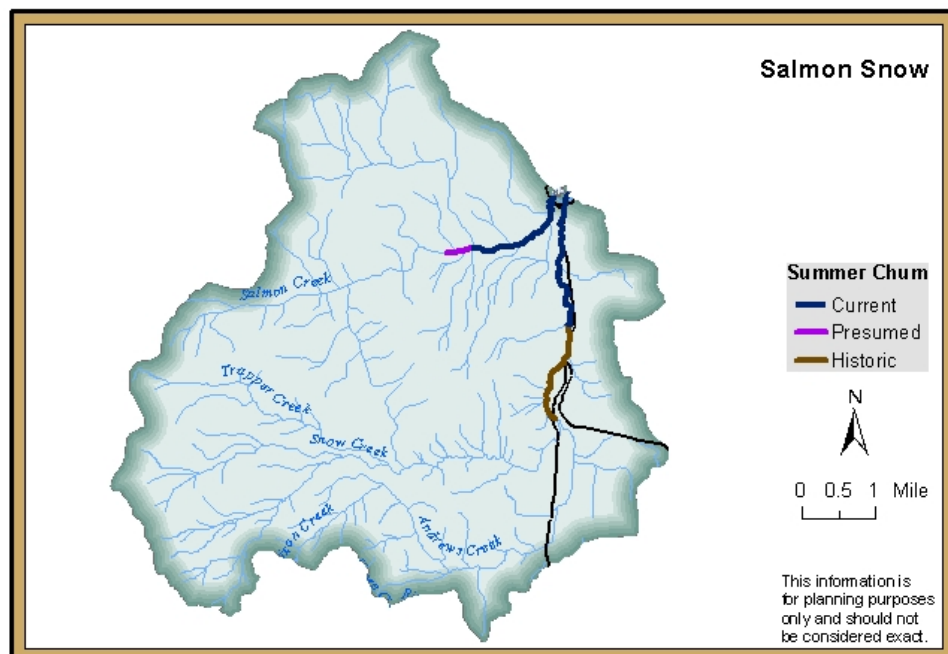 Salmon Snow
Summer Chum
Current
Presumed
Historic
N
0 0.5 1 Mile
This information is
for planning purposes
only and should not
be considered exact.
Salmon Creek
Trapper Creek
Snow Creek
Creek
Andrews Creek